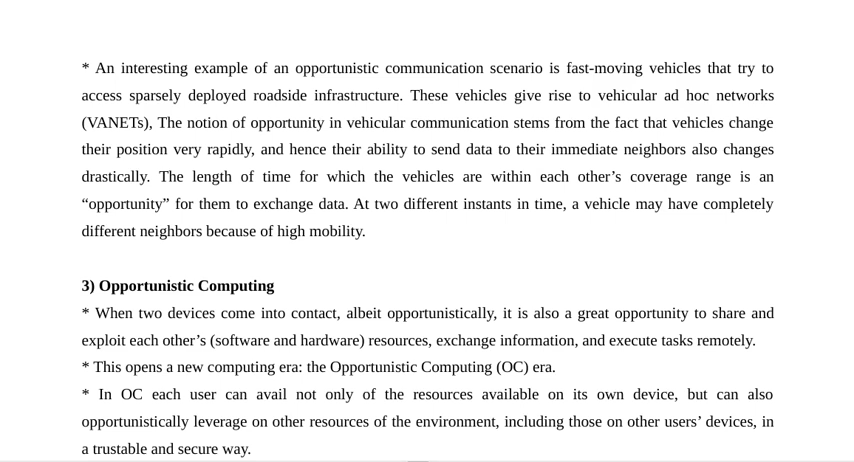 * An interesting example of an opportunistic communication scenario is fast-moving vehicles that try to
access sparsely deployed roadside infrastructure. These vehicles give rise to vehicular ad hoc networks
(VANETs), The notion of opportunity in vehicular communication stems from the fact that vehicles change
their position very rapidly, and hence their ability to send data to their immediate neighbors also changes
drastically. The length of time for which the vehicles are within each other’s coverage range is an
“opportunity” for them to exchange data. At two different instants in time, a vehicle may have completely
different neighbors because of high mobility.
3) Opportunistic Computing
* When two devices come into contact, albeit opportunistically, it is also a great opportunity to share and
exploit each other’s (software and hardware) resources, exchange information, and execute tasks remotely.
* This opens a new computing era: the Opportunistic Computing (OC) era.
* In OC each user can avail not only of the resources available on its own device, but can also
opportunistically leverage on other resources of the environment, including those on other users’ devices, in
a trustable and secure way.